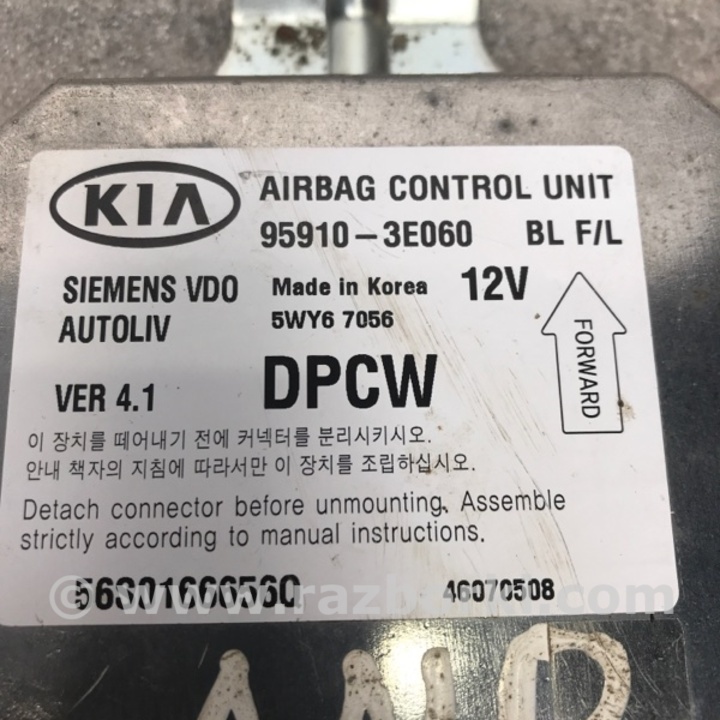 KIA
AIRBAG CONTROL UNIT
95910-3E060 BL F/L
SIEMENS VDO Made in Korea 12V
AUTOLIV 5WY6 7056
FORWARD
VER 4.1 DPCW
이 장치를 떼어내기 전에 커넥터를 분리시키시오.
안내 책자의 지침에 따라서만 이 장치를 조립하십시오.
Detach connector before unmounting. Assemble
strictly according to manual instructions.
46070508